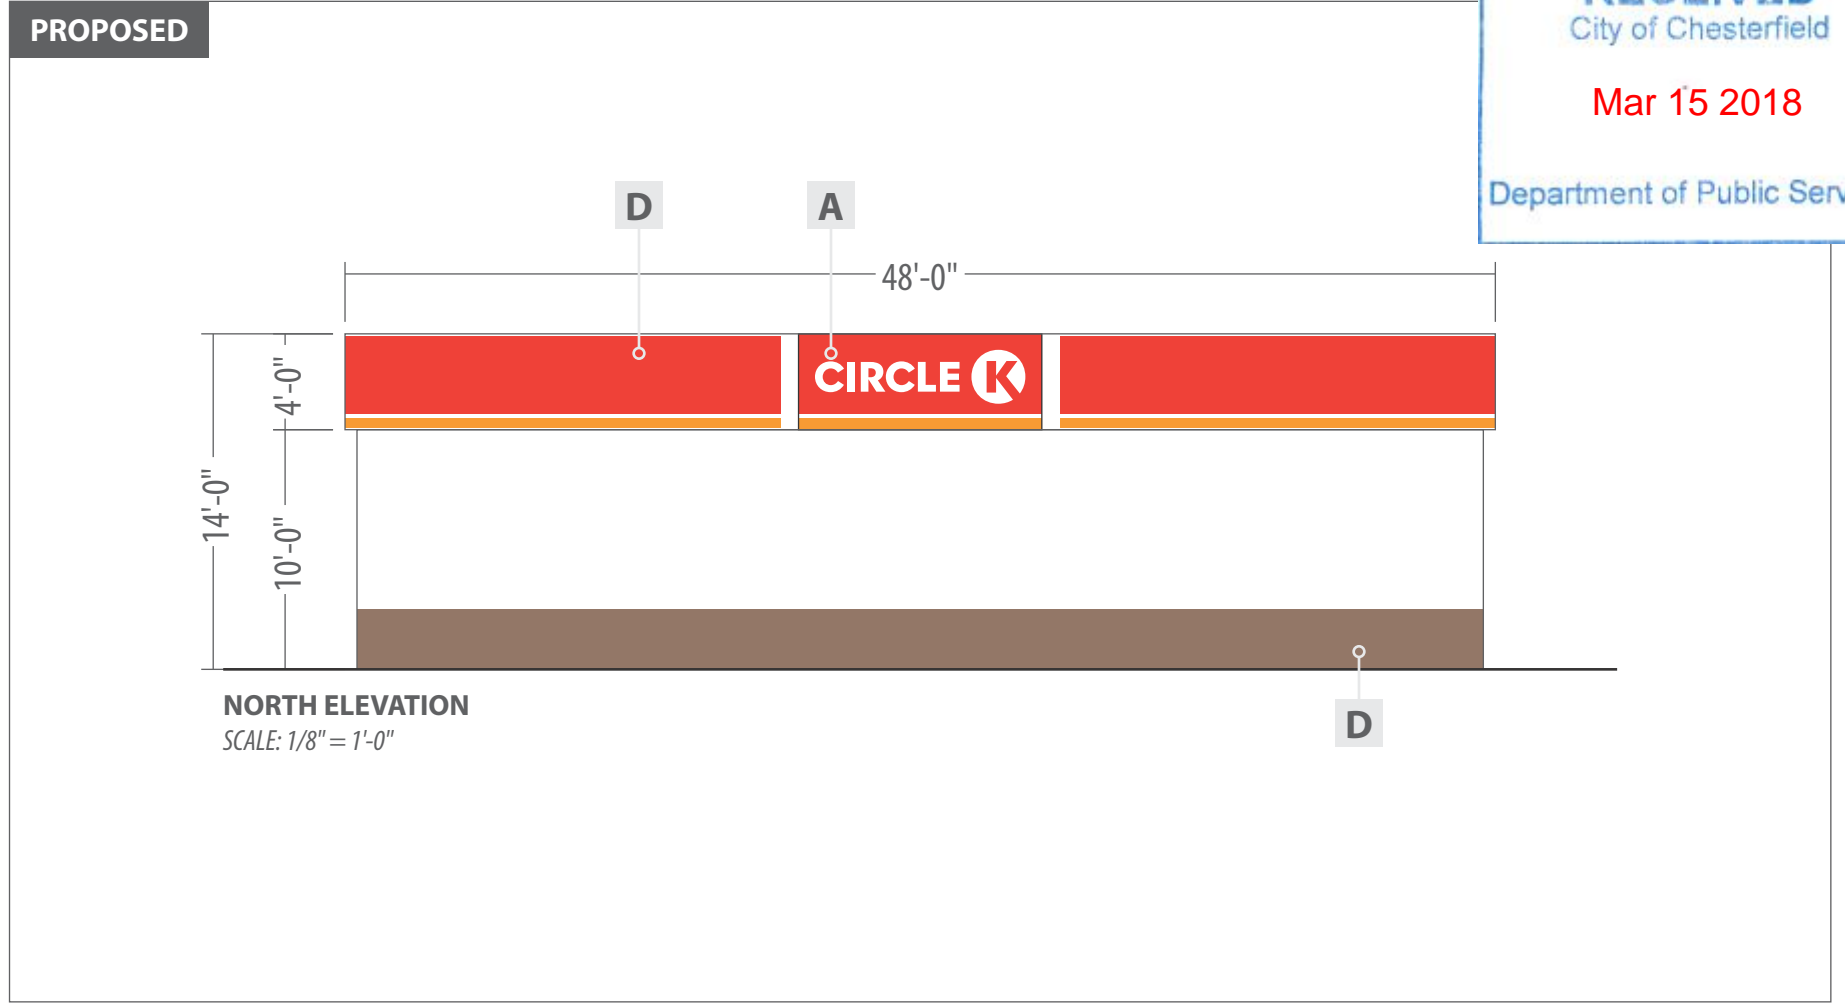 PROPOSED
RECEIVED
City of Chesterfield
Mar 15 2018
Department of Public
D
A
48'-0"
CIRCLE K
4'-0"
14'-0"
10'-0"
NORTH ELEVATION
SCALE: 1/8" = 1'-0"
D